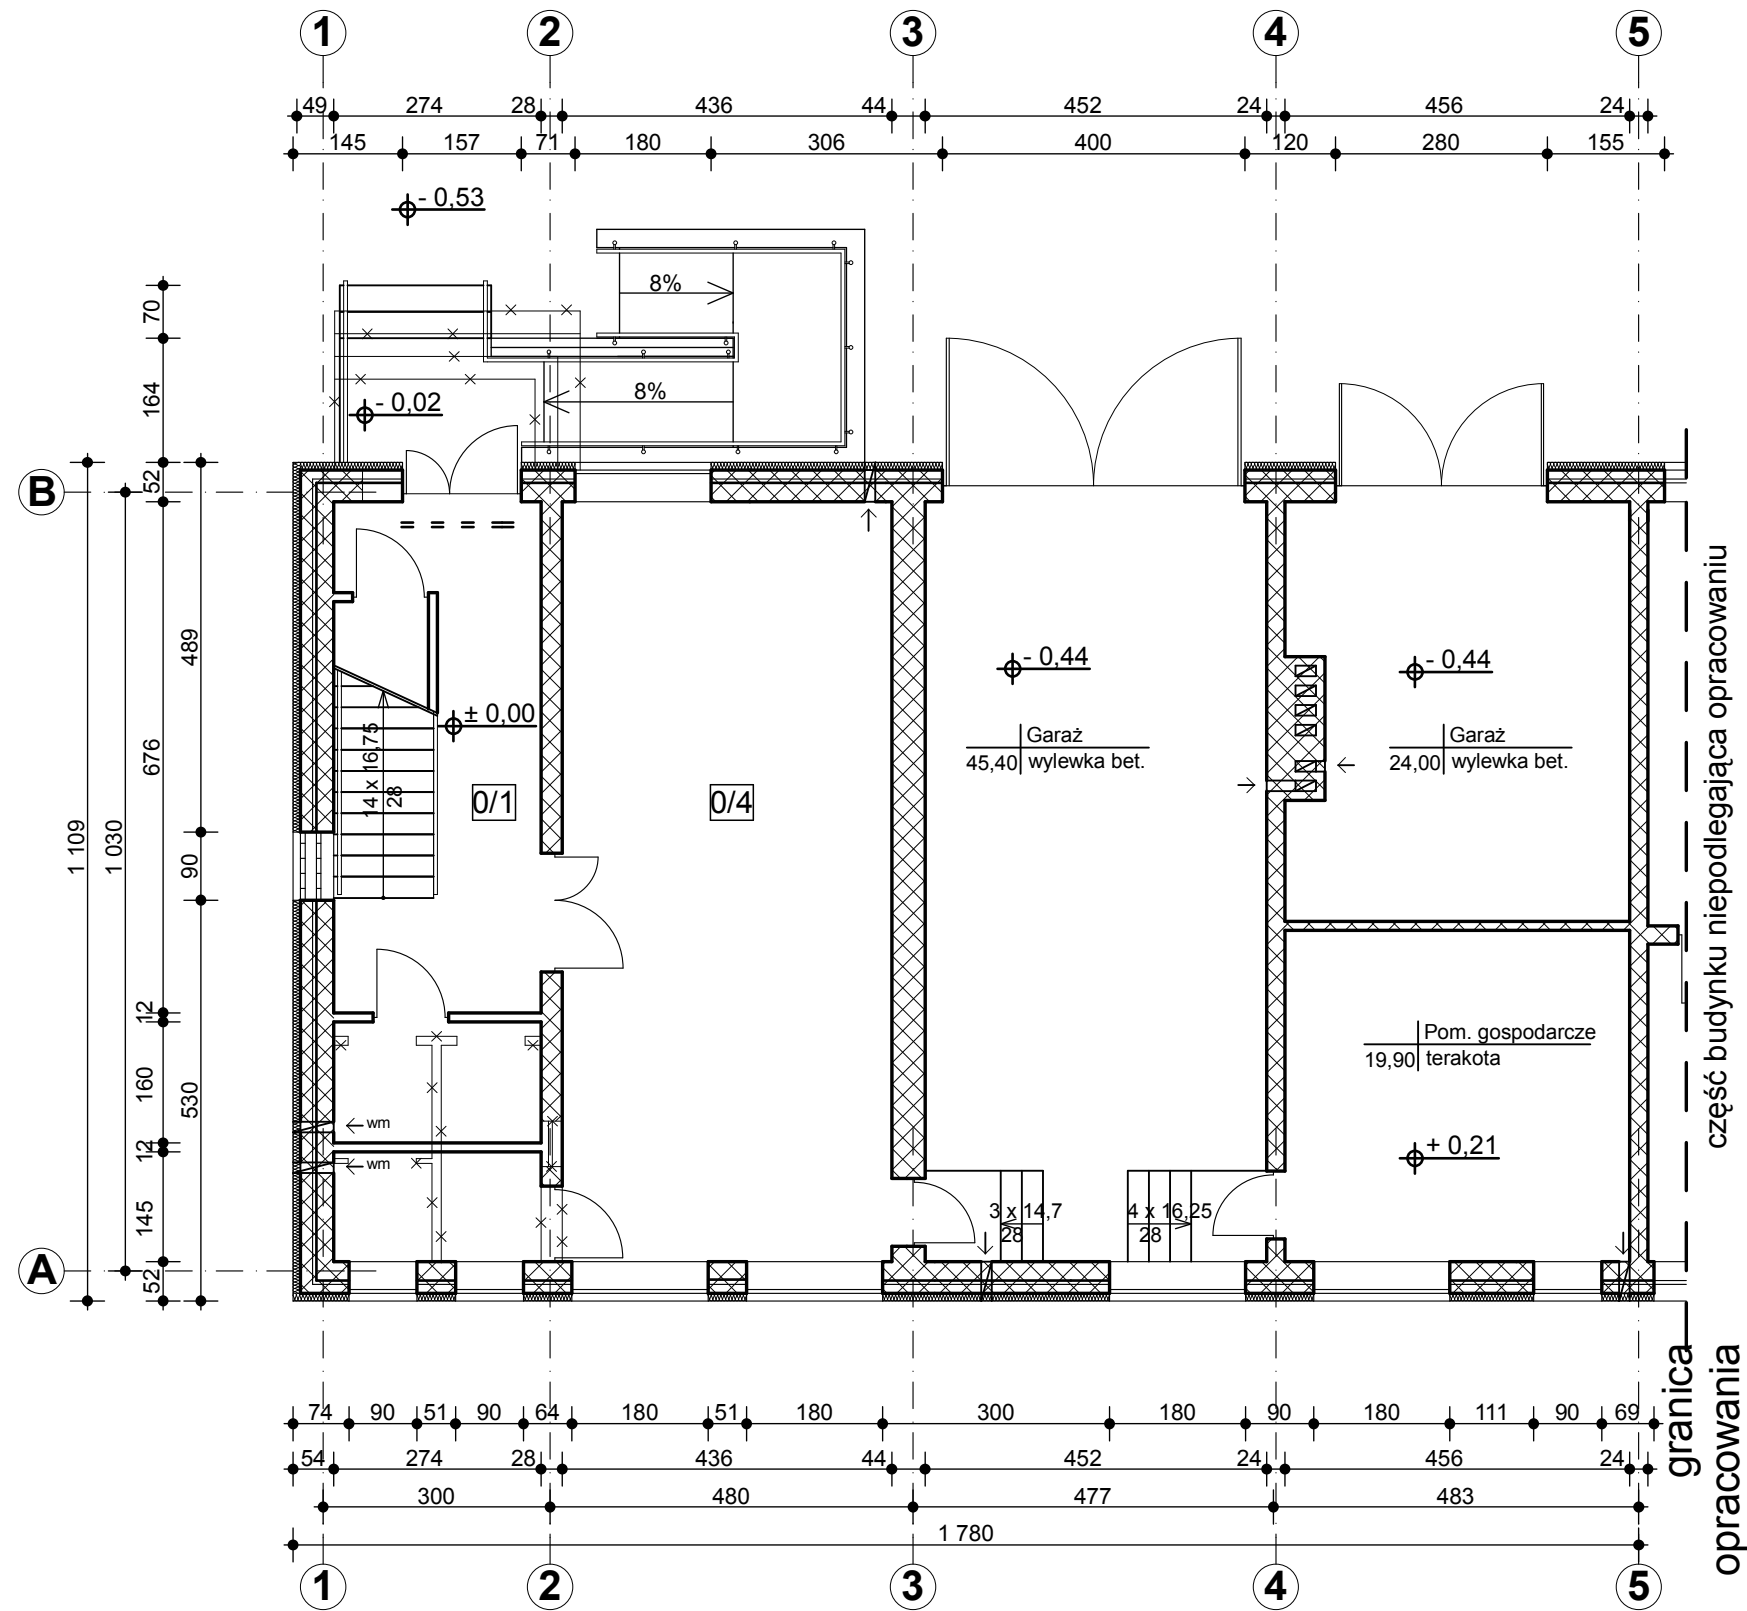 1 2 3 4 5
49 274 28 436 44 452 24 456 24
145 157 71 180 306 400 120 280 155
- 0,53
8%
8%
- 0,02
70
164
52
676
12
160
12
145
52
489
90
530
1 030
1 109
B
A
- 0,44
- 0,44
± 0,00
Garaż
45,40 wylewka bet.
Garaż
24,00 wylewka bet.
14 x 16,75
28
0/1
0/4
Pom. gospodarcze
19,90 terakota
+ 0,21
wm
wm
3 x 14,7
28
4 x 16,25
28
część budynku niepodlegająca opracowaniu
granica
opracowania
74 90 51 90 64 180 51 180 300 180 90 180 111 90 69
54 274 28 436 44 452 24 456 24
300 480 477 483
1 780
1 2 3 4 5